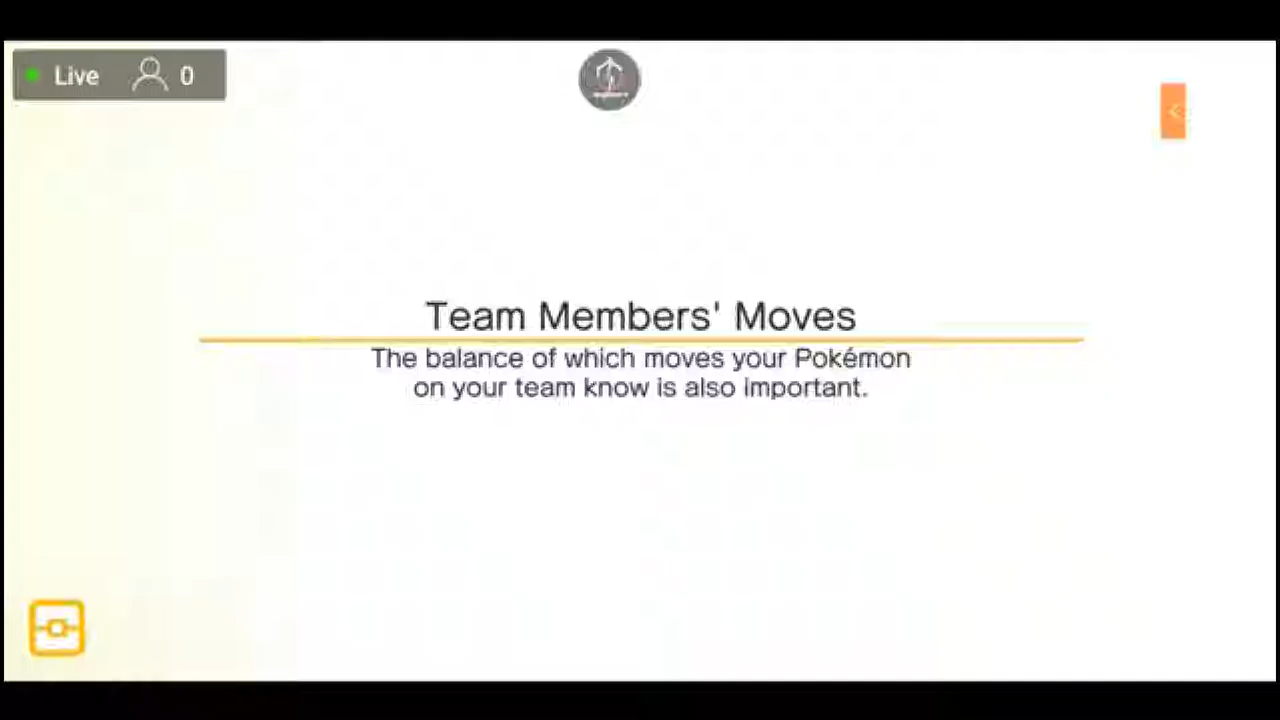 Live 0
Team Members' Moves
The balance of which moves your Pokémon
on your team know is also important.